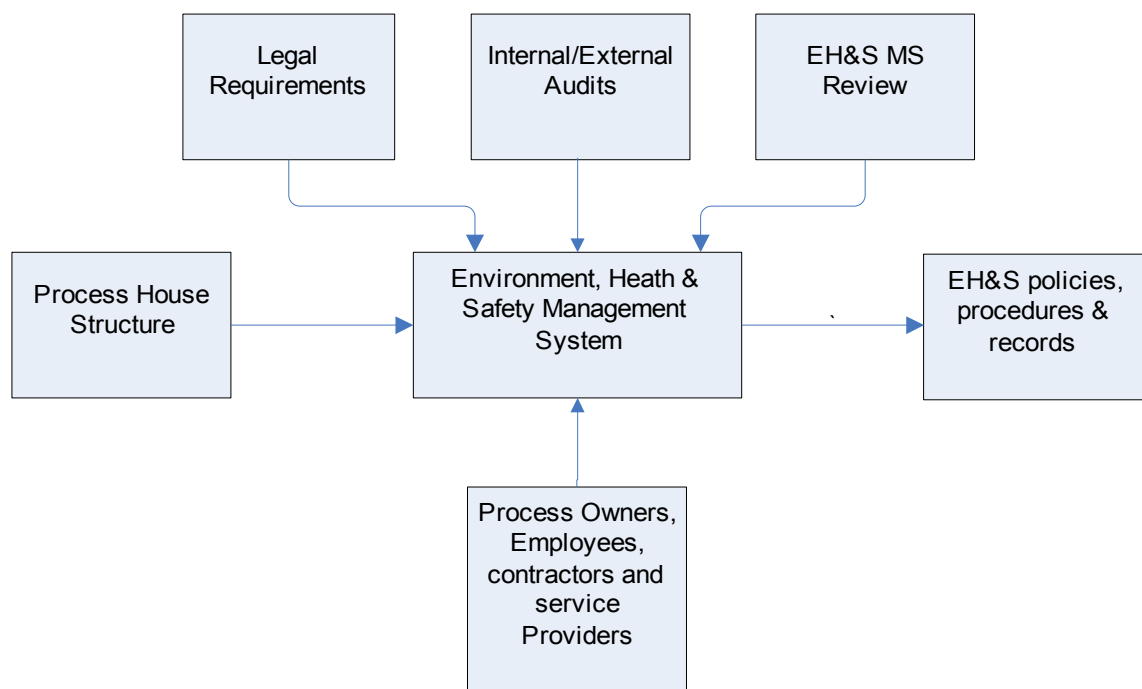 Legal
Requirements
Internal/External
Audits
EH&S MS
Review
Process House
Structure
Environment, Heath &
Safety Management
System
`
EH&S policies,
procedures &
records
Process Owners,
Employees,
contractors and
service
Providers